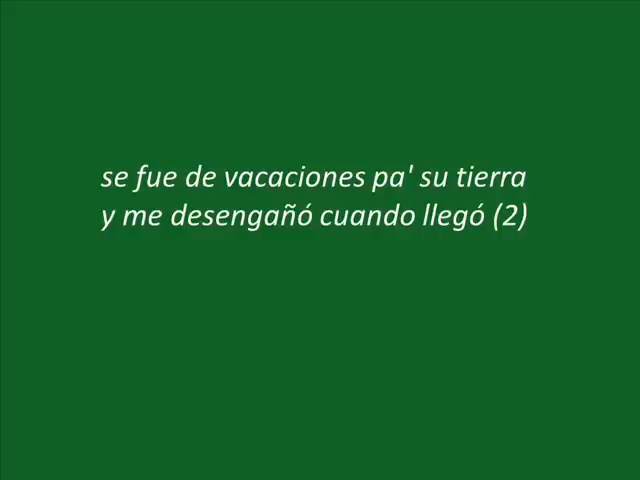 se fue de vacaciones pa' su tierra
y me desengañó cuando llegó (2)